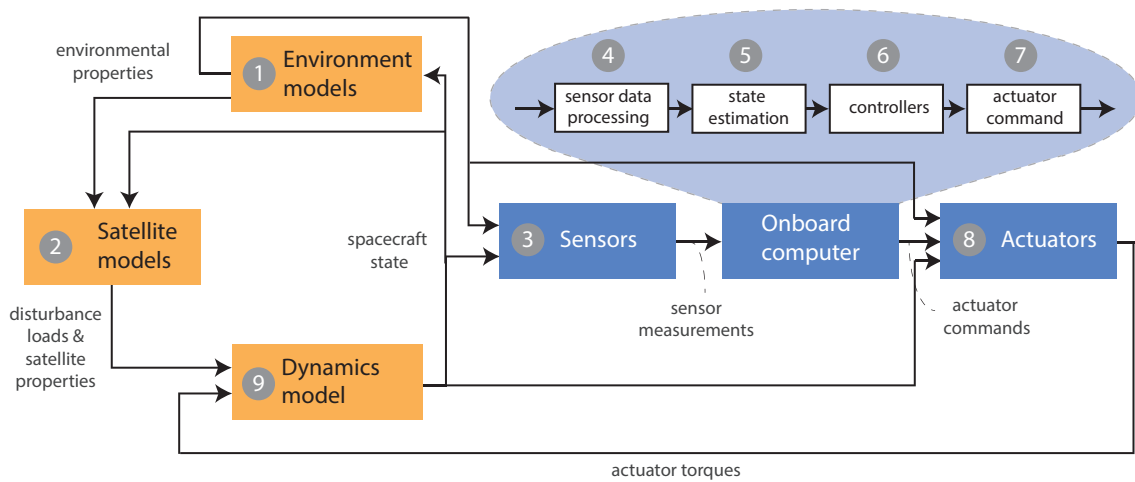 environmental
properties
1
Environment
models
4
sensor data
processing
5
state
estimation
6
controllers
7
actuator
command
2
Satellite
models
spacecraft
state
3
Sensors
Onboard
computer
8
Actuators
sensor
measurements
actuator
commands
disturbance
loads &
satellite
properties
9
Dynamics
model
actuator torques